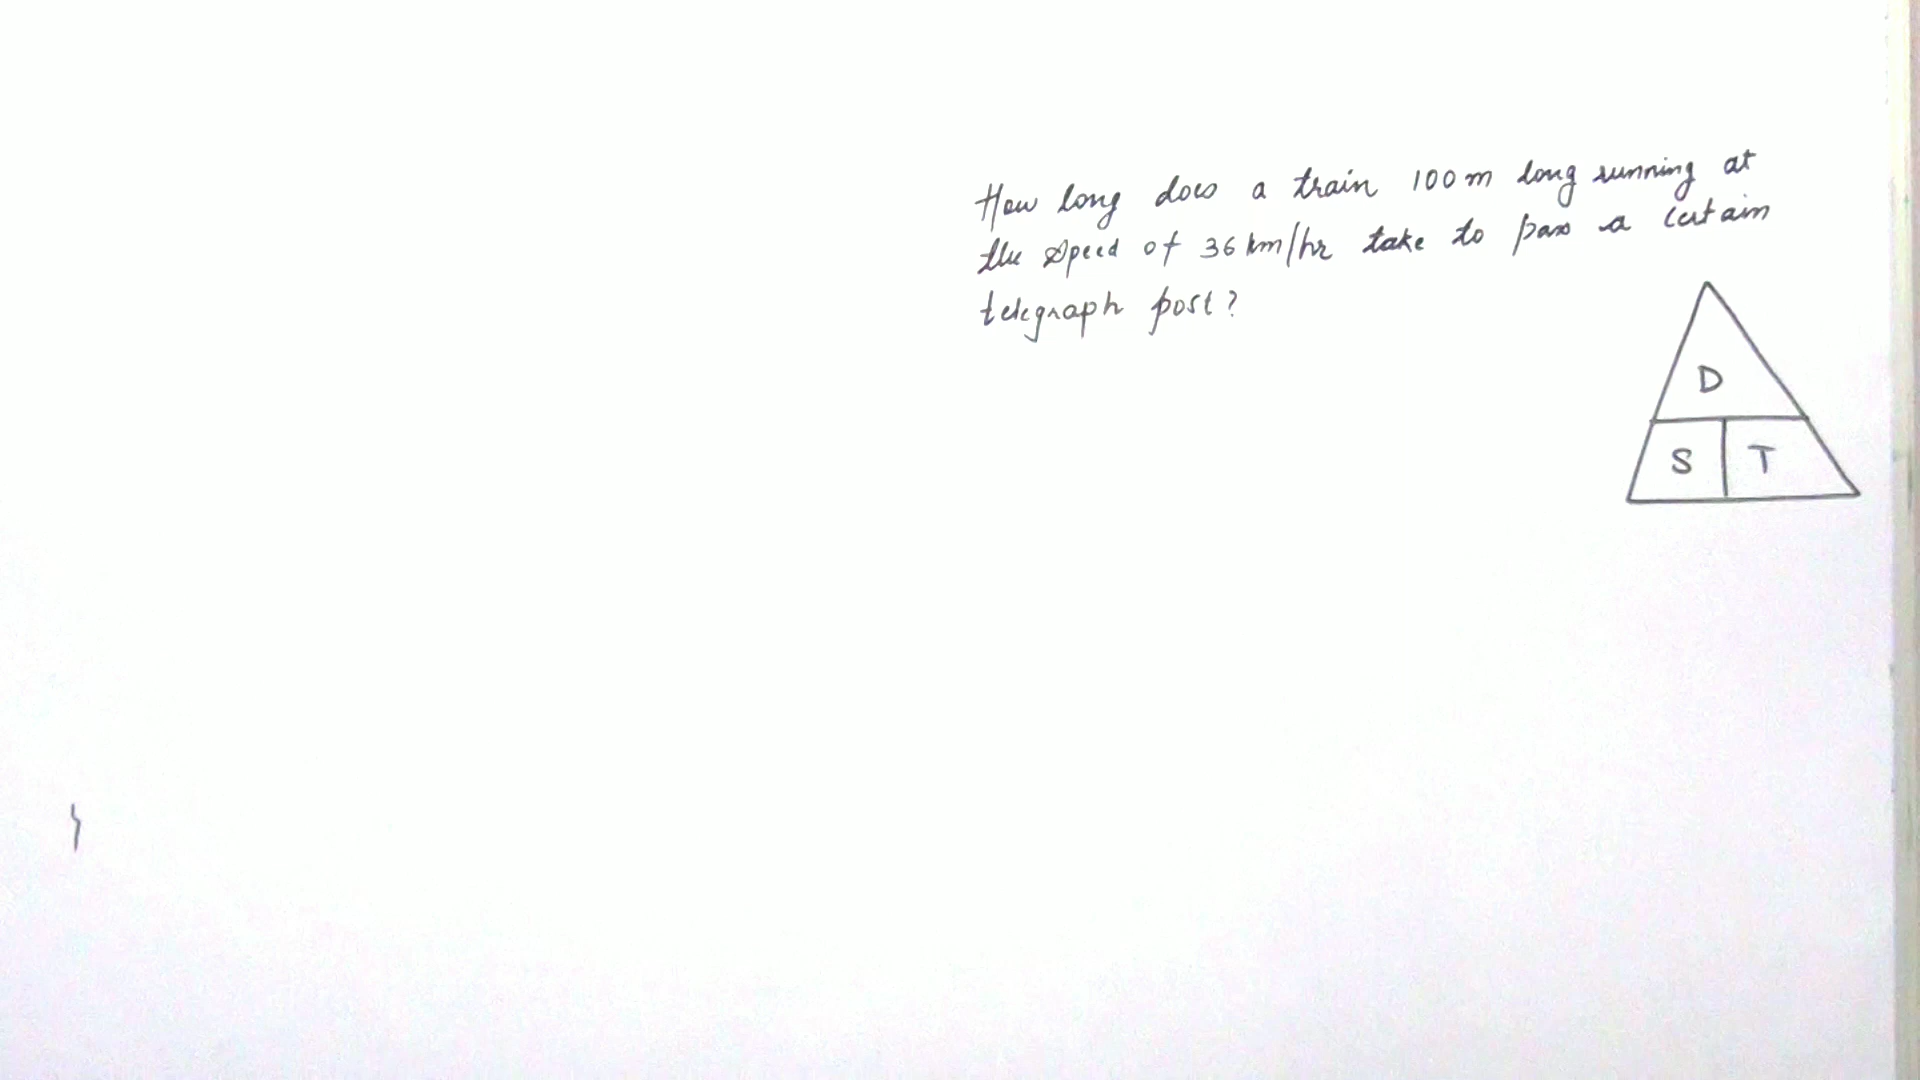 How long does a train 100 m long running at
the speed of 36 km/hr take to pass a certain
telegraph post?
D
S T